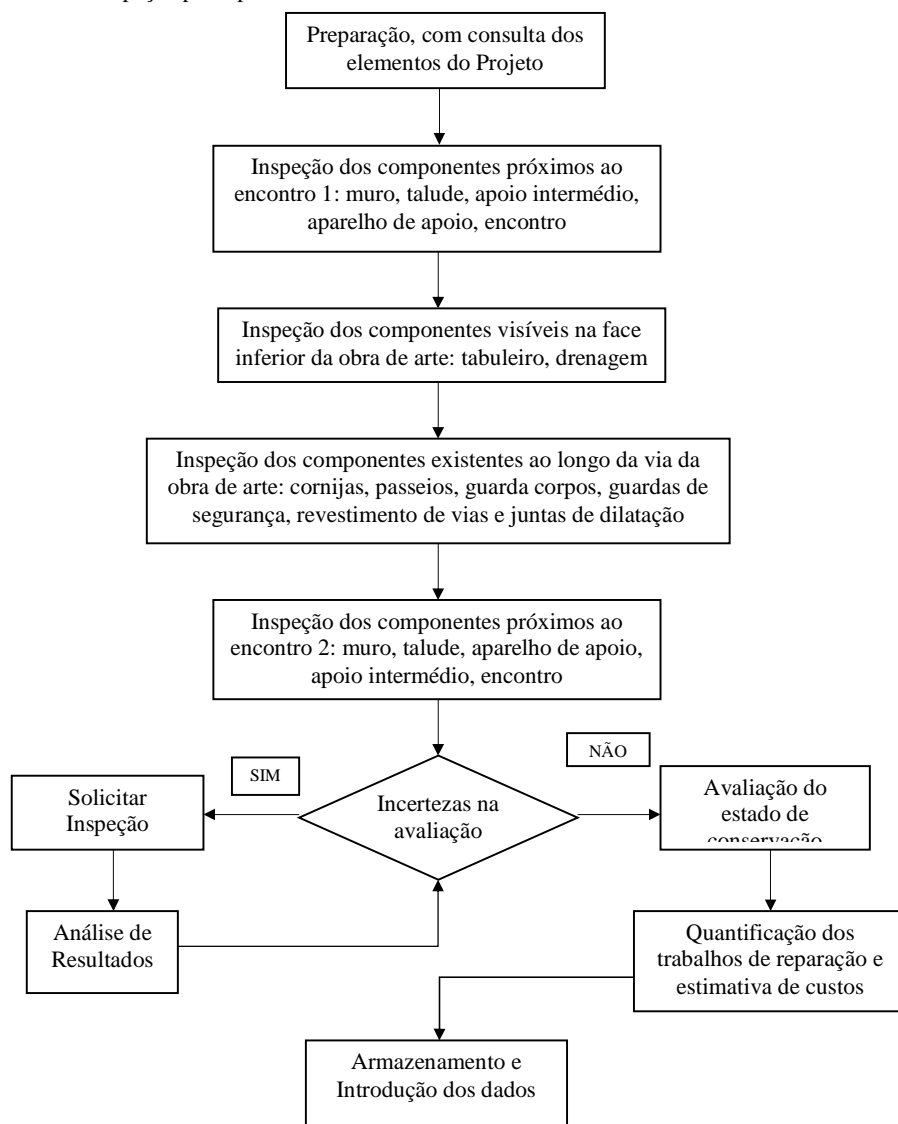 Preparação, com consulta dos
elementos do Projeto
Inspeção dos componentes próximos ao
encontro 1: muro, talude, apoio intermédio,
aparelho de apoio, encontro
Inspeção dos componentes visíveis na face
inferior da obra de arte: tabuleiro, drenagem
Inspeção dos componentes existentes ao longo da via da
obra de arte: cornijas, passeios, guarda corpos, guardas de
segurança, revestimento de vias e juntas de dilatação
Inspeção dos componentes próximos ao
encontro 2: muro, talude, aparelho de apoio,
apoio intermédio, encontro
SIM
NÃO
Solicitar
Inspeção
Incertezas na
avaliação
Avaliação do
estado de
conservação
Análise de
Resultados
Quantificação dos
trabalhos de reparação e
estimativa de custos
Armazenamento e
Introdução dos dados